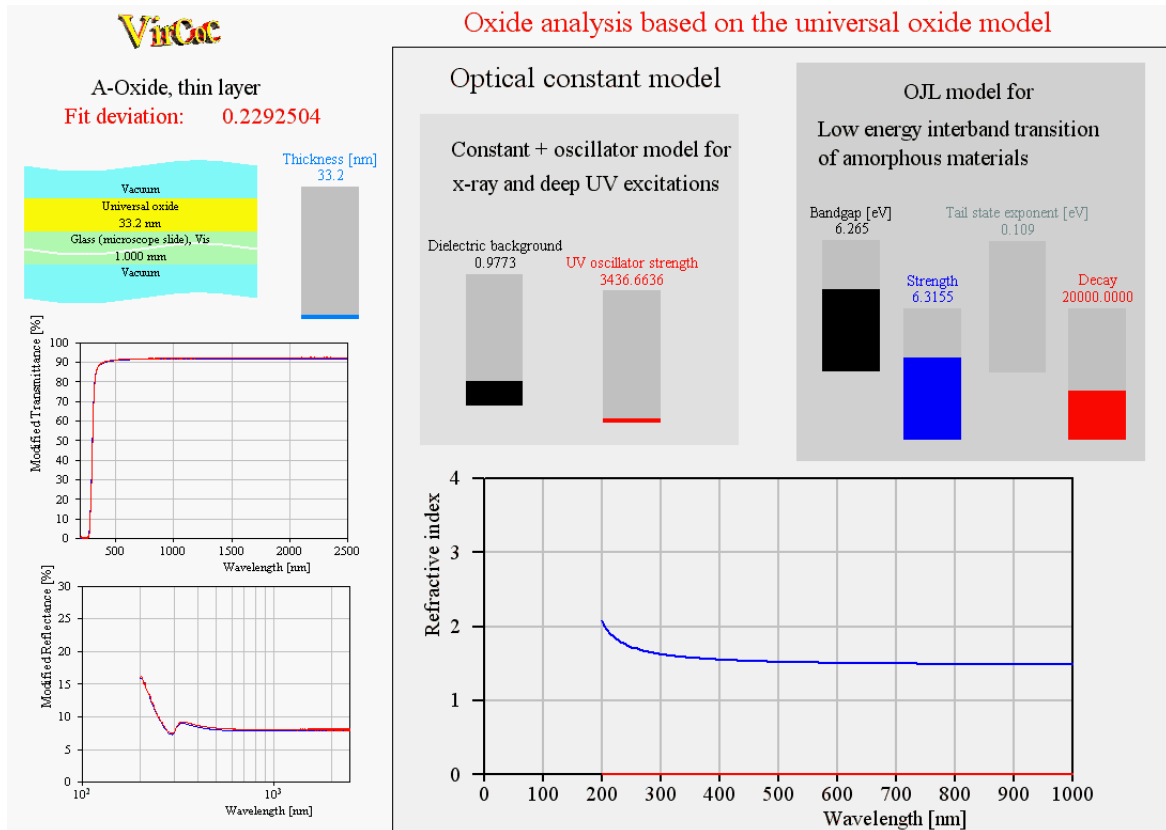 VirCoC
Oxide analysis based on the universal oxide model
A-Oxide, thin layer
Fit deviation: 0.2292504
Thickness [nm]
33.2
Vacuum
Universal oxide
33.2 nm
Glass (microscope slide), Vis
1.000 mm
Vacuum
Modified Transmittance [%]
100
90
80
70
60
50
40
30
20
10
0
500 1000 1500 2000 2500
Wavelength [nm]
Modified Reflectance [%]
30
25
20
15
10
5
0
10² 10³
Wavelength [nm]
Optical constant model
Constant + oscillator model for
x-ray and deep UV excitations
Dielectric background
0.9773
UV oscillator strength
3436.6636
OJL model for
Low energy interband transition
of amorphous materials
Bandgap [eV]
6.265
Tail state exponent [eV]
0.109
Strength
6.3155
Decay
20000.0000
Refractive index
4
3
2
1
0
0 100 200 300 400 500 600 700 800 900 1000
Wavelength [nm]